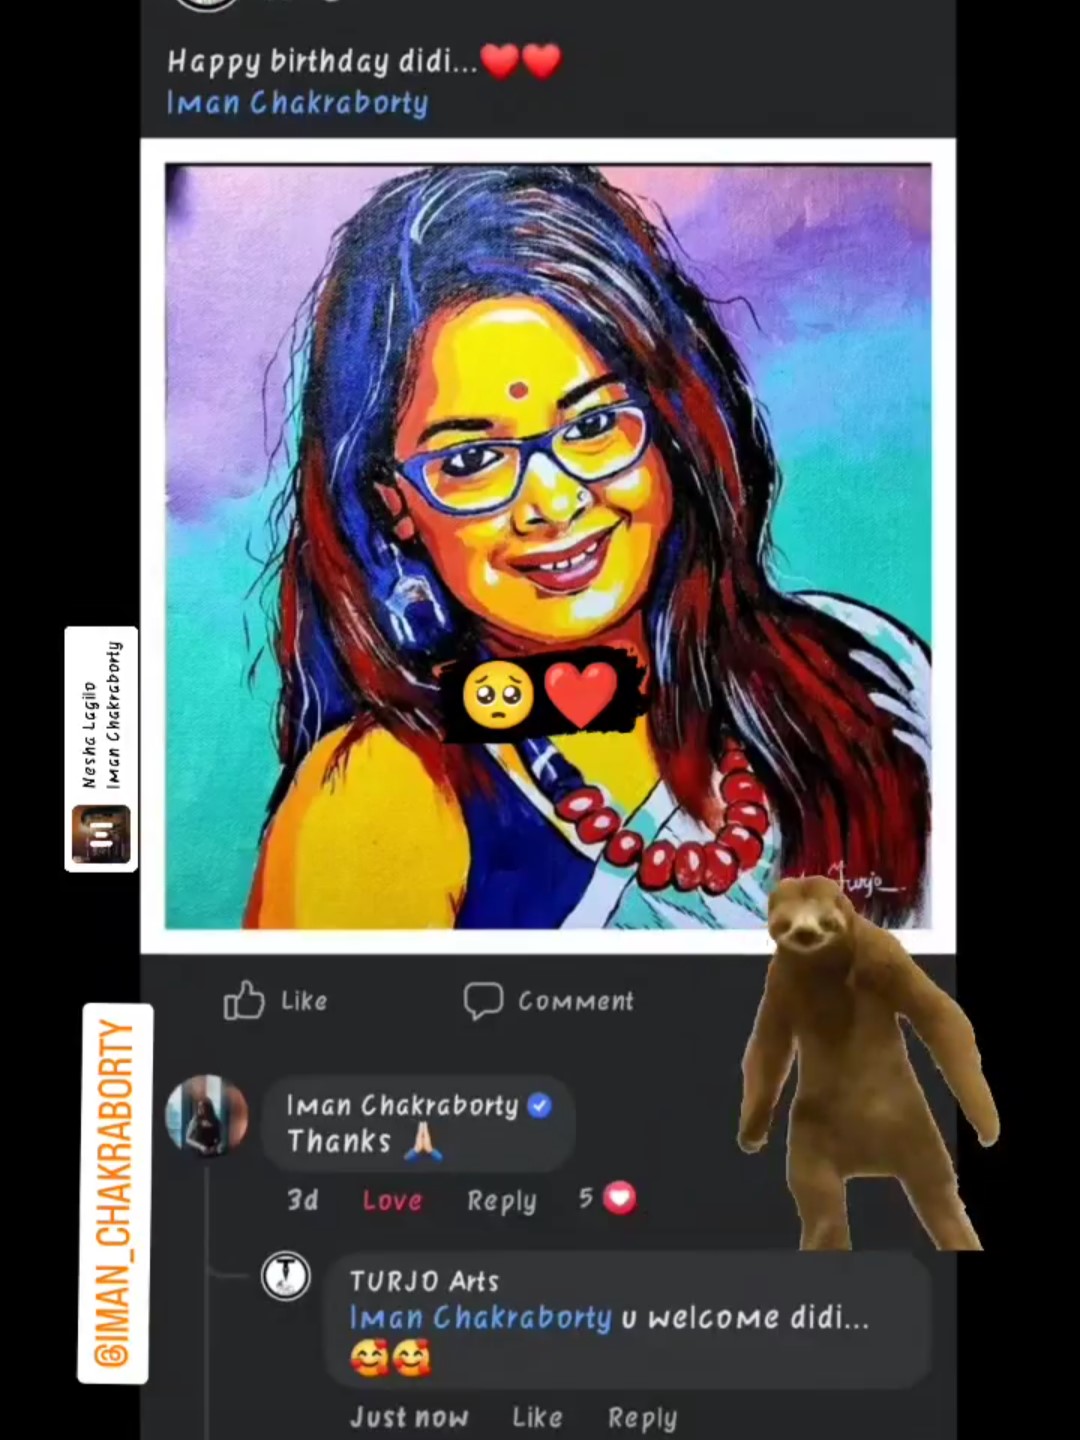 Happy birthday didi...❤️❤️
Iman Chakraborty
🥺❤️
Nesha Lagilo
Iman Chakraborty
Turjo
@IMAN_CHAKRABORTY
Like
Comment
Iman Chakraborty
Thanks 🙏🏻
3d Love Reply 5
TURJO Arts
Iman Chakraborty u welcome didi...
🥰🥰
Just now Like Reply